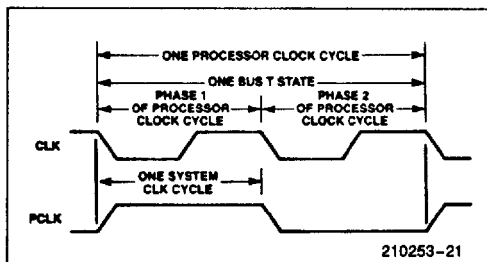 ONE PROCESSOR CLOCK CYCLE
ONE BUS T STATE
PHASE 1
OF PROCESSOR
CLOCK CYCLE
PHASE 2
OF PROCESSOR
CLOCK CYCLE
CLK
ONE SYSTEM
CLK CYCLE
PCLK
210253-21